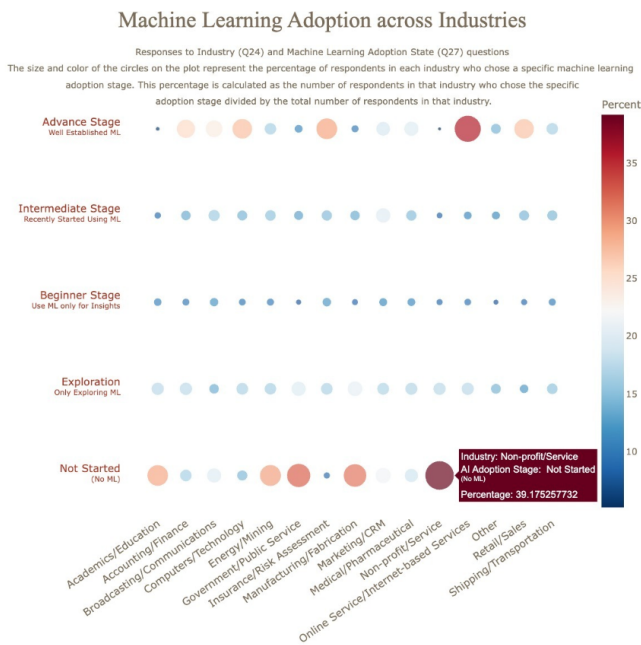 Machine Learning Adoption across Industries
Responses to Industry (Q24) and Machine Learning Adoption State (Q27) questions
The size and color of the circles on the plot represent the percentage of respondents in each industry who chose a specific machine learning
adoption stage. This percentage is calculated as the number of respondents in that industry who chose the specific
adoption stage divided by the total number of respondents in that industry.
Percent
Advance Stage
Well Established ML
35
Intermediate Stage
Recently Started Using ML
30
25
Beginner Stage
Use ML only for Insights
20
Exploration
Only Exploring ML
15
10
Not Started
(No ML)
Industry: Non-profit/Service
AI Adoption Stage: Not Started
(No ML)
Percentage: 39.175257732
Academics/Education
Accounting/Finance
Broadcasting/Communications
Computers/Technology
Energy/Mining
Government/Public Service
Insurance/Risk Assessment
Manufacturing/Fabrication
Marketing/CRM
Medical/Pharmaceutical
Non-profit/Service
Online Service/Internet-based Services
Other
Retail/Sales
Shipping/Transportation